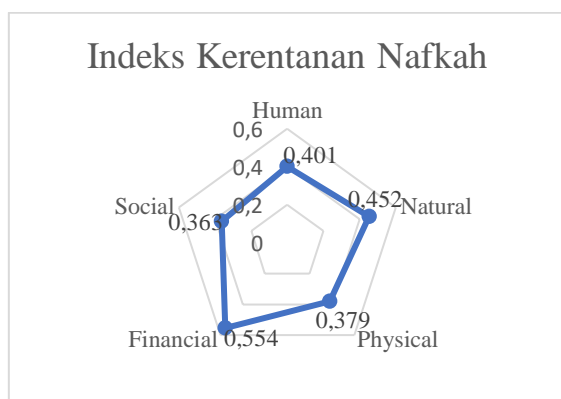 Indeks Kerentanan Nafkah
Human
0,6
0,401
0,4
0,452
Social
0,2
Natural
0,363
0
0,379
Financial
0,554
Physical